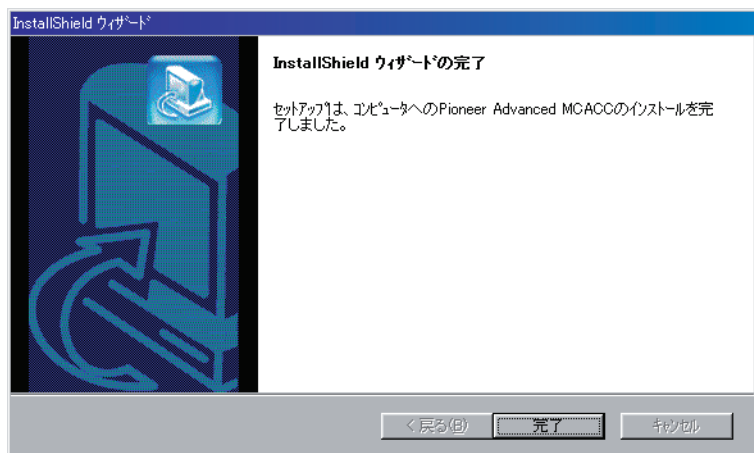 InstallShield ウィザード
InstallShield ウィザードの完了
セットアップは、コンピュータへのPioneer Advanced MCACCのインストールを完
了しました。
< 戻る(B)
完了
キャンセル